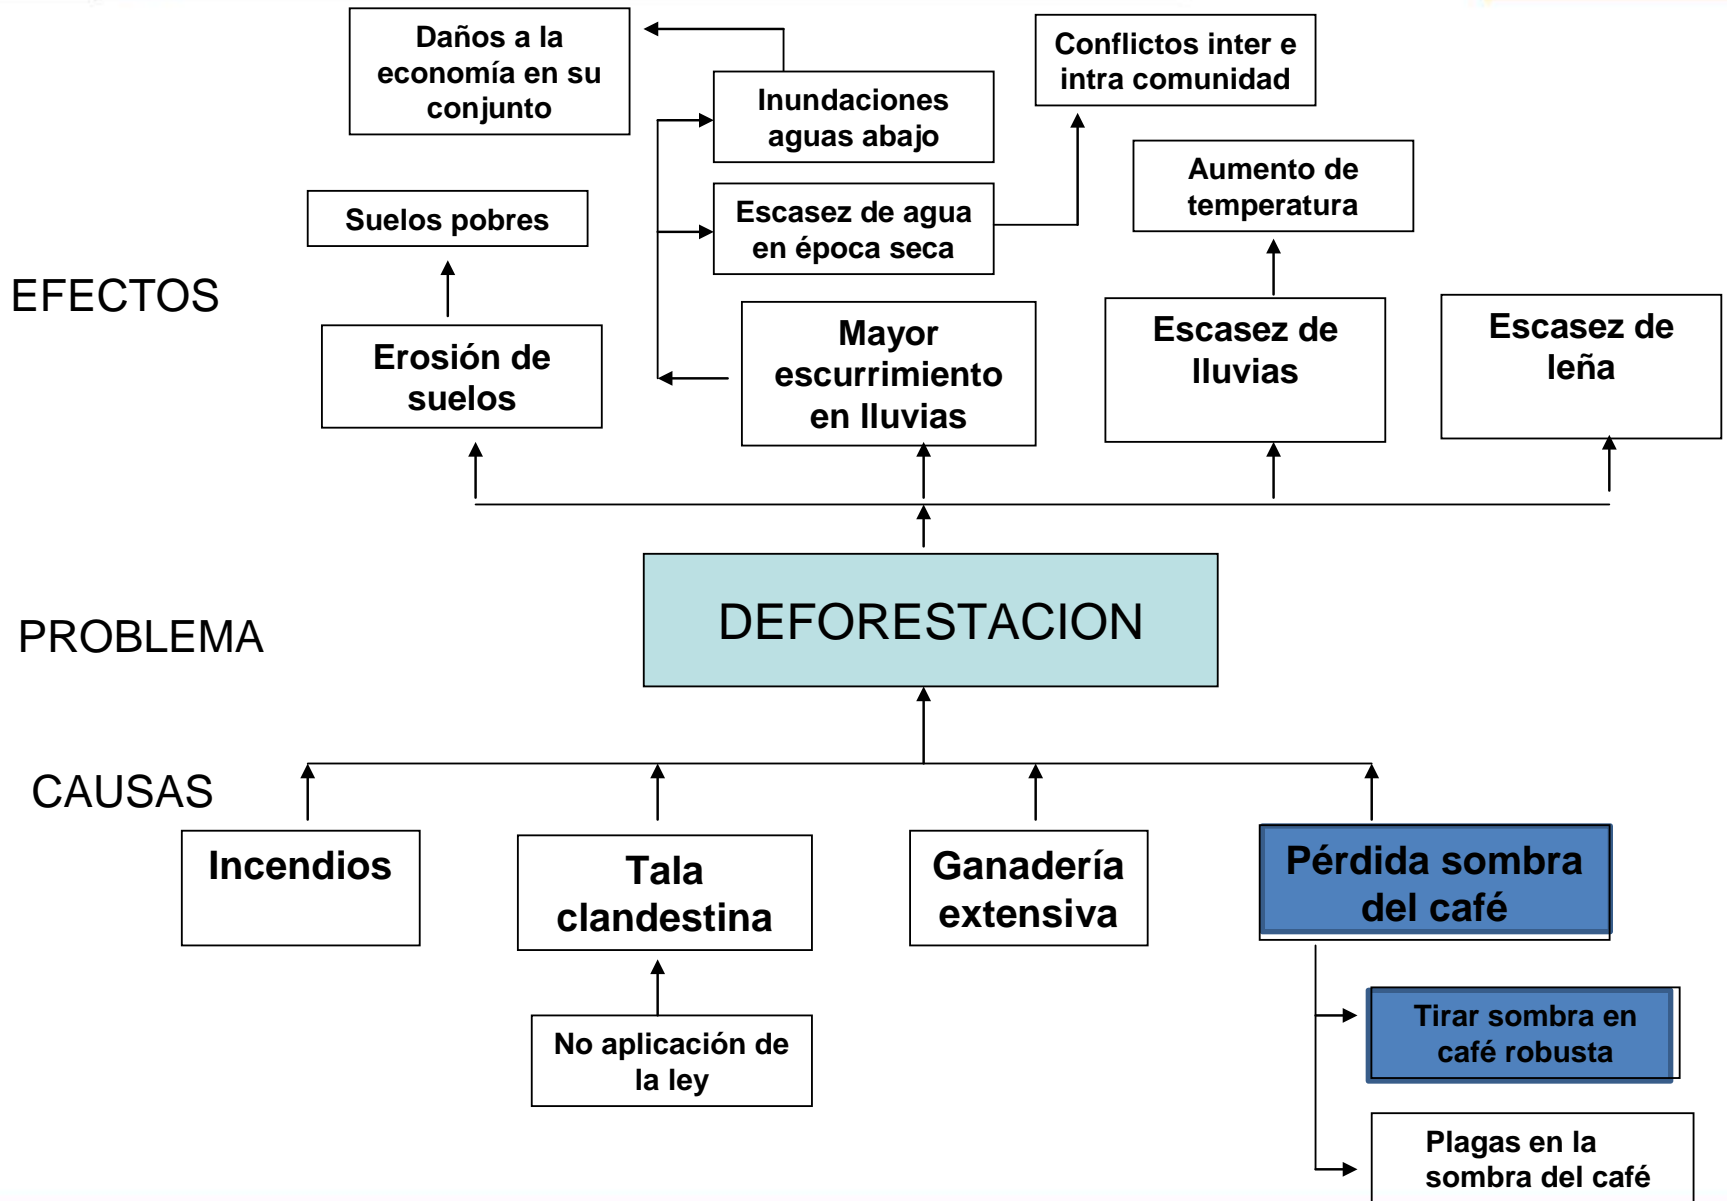 Daños a la
economía en su
conjunto
Conflictos inter e
intra comunidad
Inundaciones
aguas abajo
Aumento de
temperatura
Suelos pobres
Escasez de agua
en época seca
EFECTOS
Erosión de
suelos
Mayor
escurrimiento
en lluvias
Escasez de
lluvias
Escasez de
leña
PROBLEMA
DEFORESTACION
CAUSAS
Incendios
Tala
clandestina
Ganadería
extensiva
Pérdida sombra
del café
No aplicación de
la ley
Tirar sombra en
café robusta
Plagas en la
sombra del café